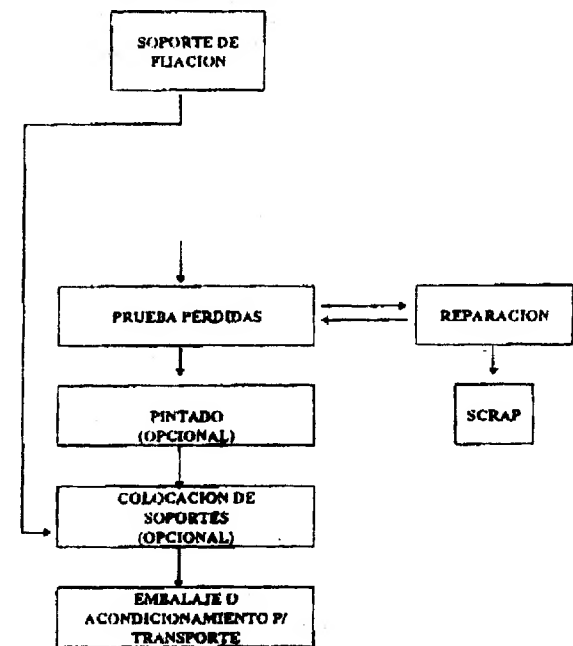 SOPORTE DE
FIJACION
PRUEBA PERDIDAS
REPARACION
PINTADO
(OPCIONAL)
SCRAP
COLOCACION DE
SOPORTES
(OPCIONAL)
EMBALAJE O
ACONDICIONAMIENTO P/
TRANSPORTE